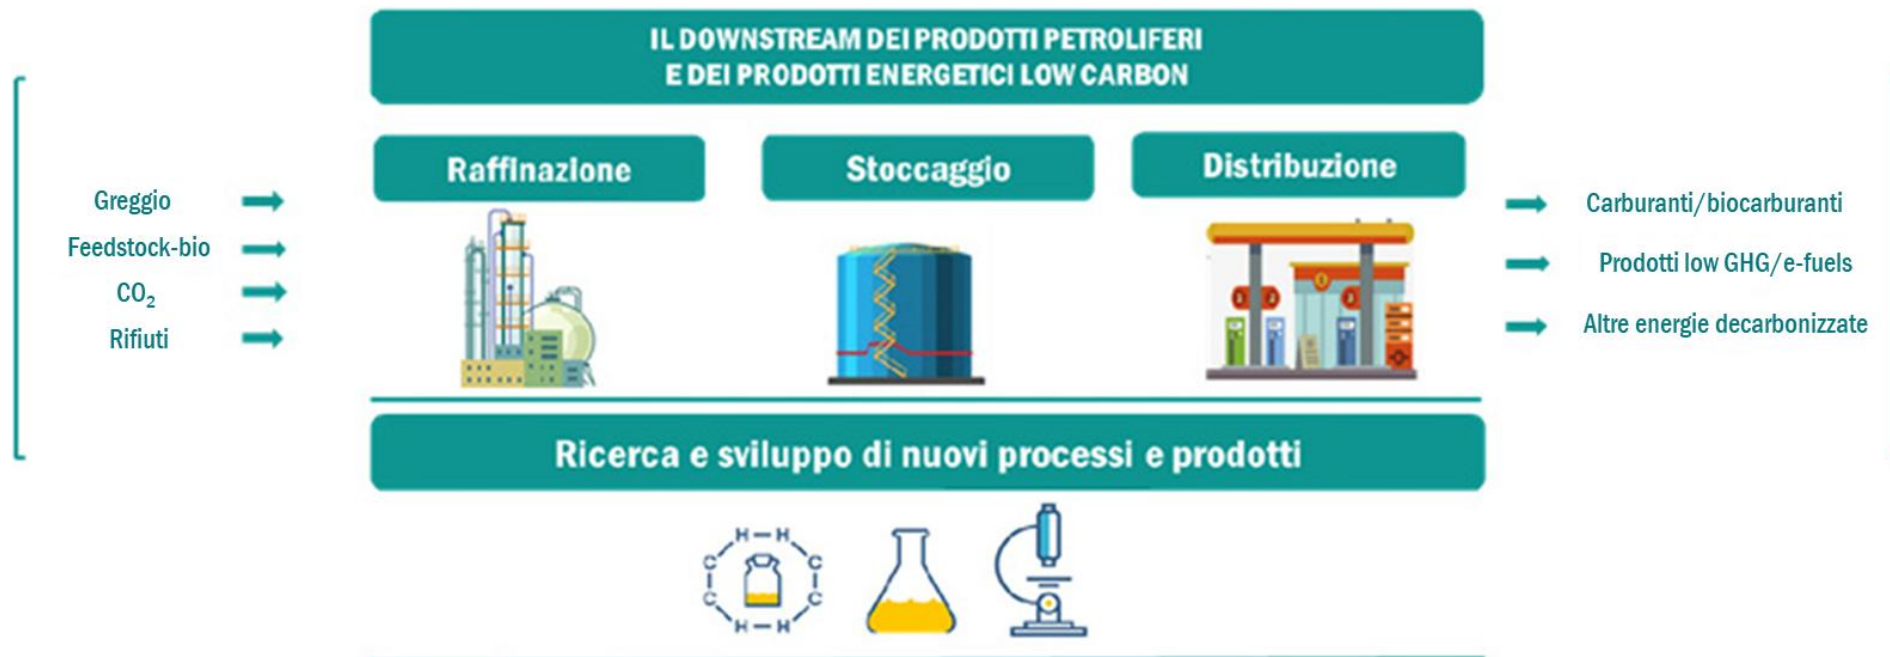 IL DOWNSTREAM DEI PRODOTTI PETROLIFERI
E DEI PRODOTTI ENERGETICI LOW CARBON
Raffinazione
Stoccaggio
Distribuzione
Greggio
Feedstock-bio
CO₂
Rifiuti
Carburanti/biocarburanti
Prodotti low GHG/e-fuels
Altre energie decarbonizzate
Ricerca e sviluppo di nuovi processi e prodotti
H H
C C
C C
H H